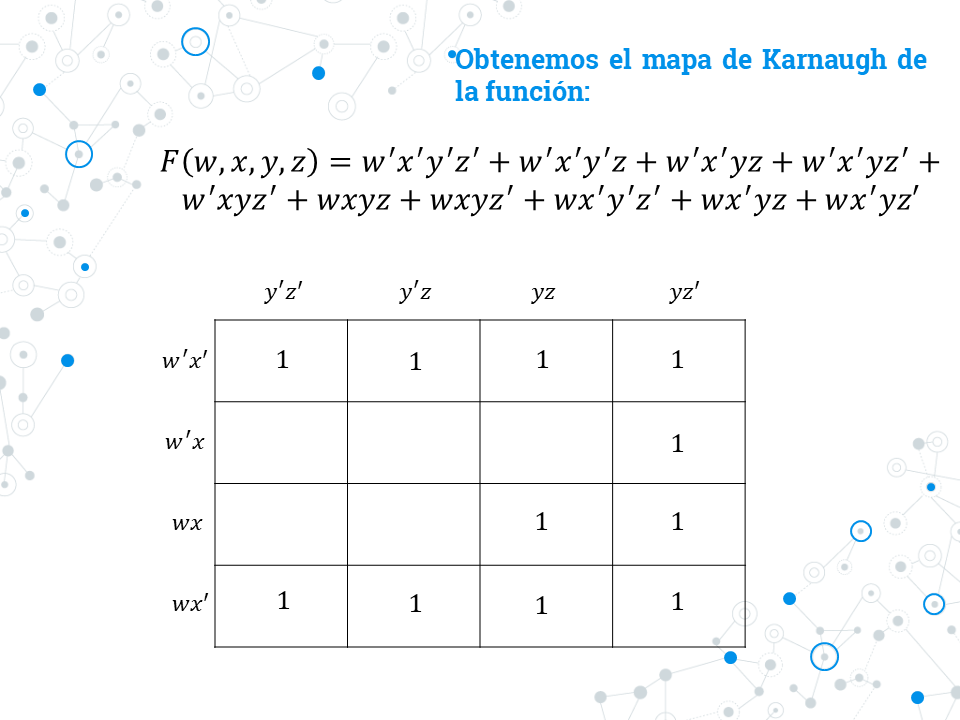 •Obtenemos el mapa de Karnaugh de
la función:
F(w, x, y, z) = w′x′y′z′ + w′x′y′z + w′x′yz + w′x′yz′ +
w′xyz′ + wxyz + wxyz′ + wx′y′z′ + wx′yz + wx′yz′
y′z′ y′z yz yz′
w′x′ 1 1 1 1
w′x 1
wx 1 1
wx′ 1 1 1 1